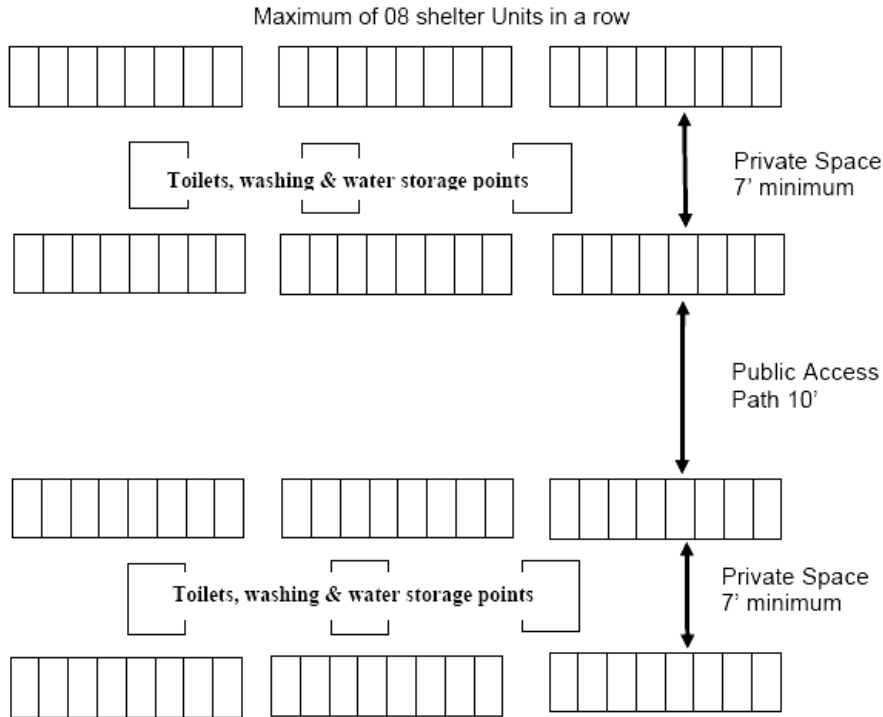 Maximum of 08 shelter Units in a row
Private Space
7’ minimum
Toilets, washing & water storage points
Public Access
Path 10’
Private Space
7’ minimum
Toilets, washing & water storage points